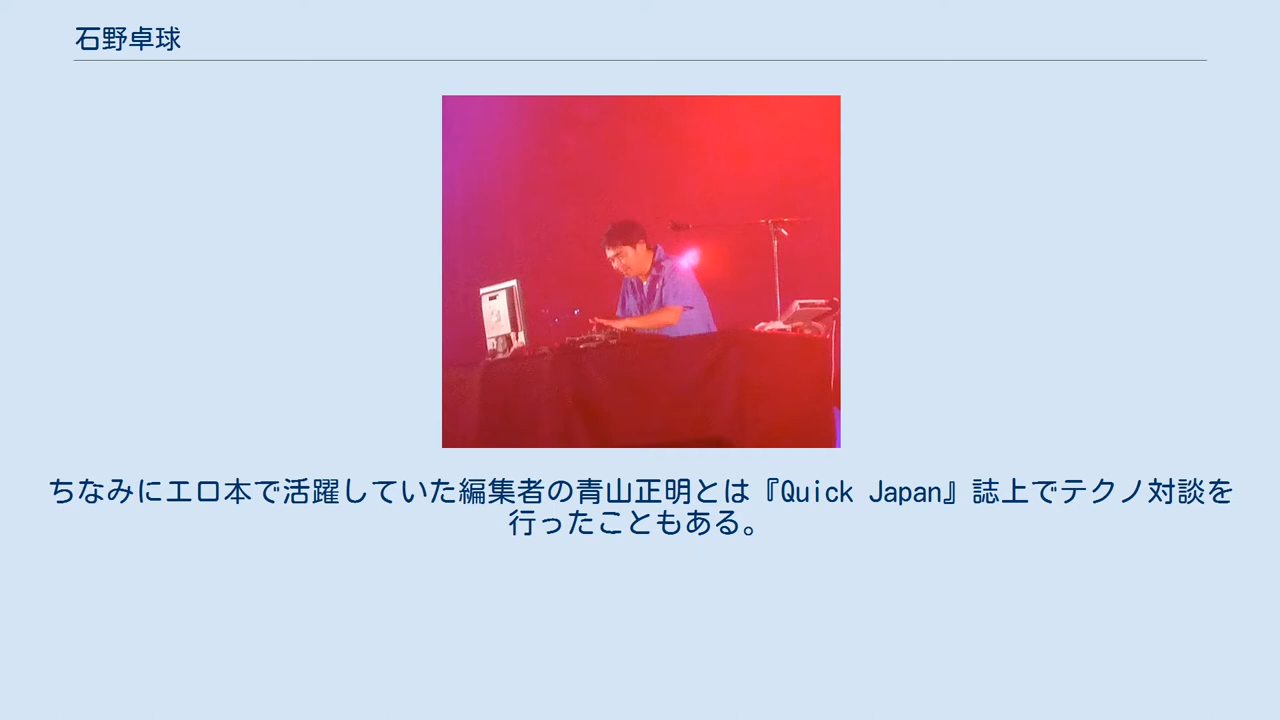 石野卓球
ちなみにエロ本で活躍していた編集者の青山正明とは『Quick Japan』誌上でテクノ対談を
行ったこともある。